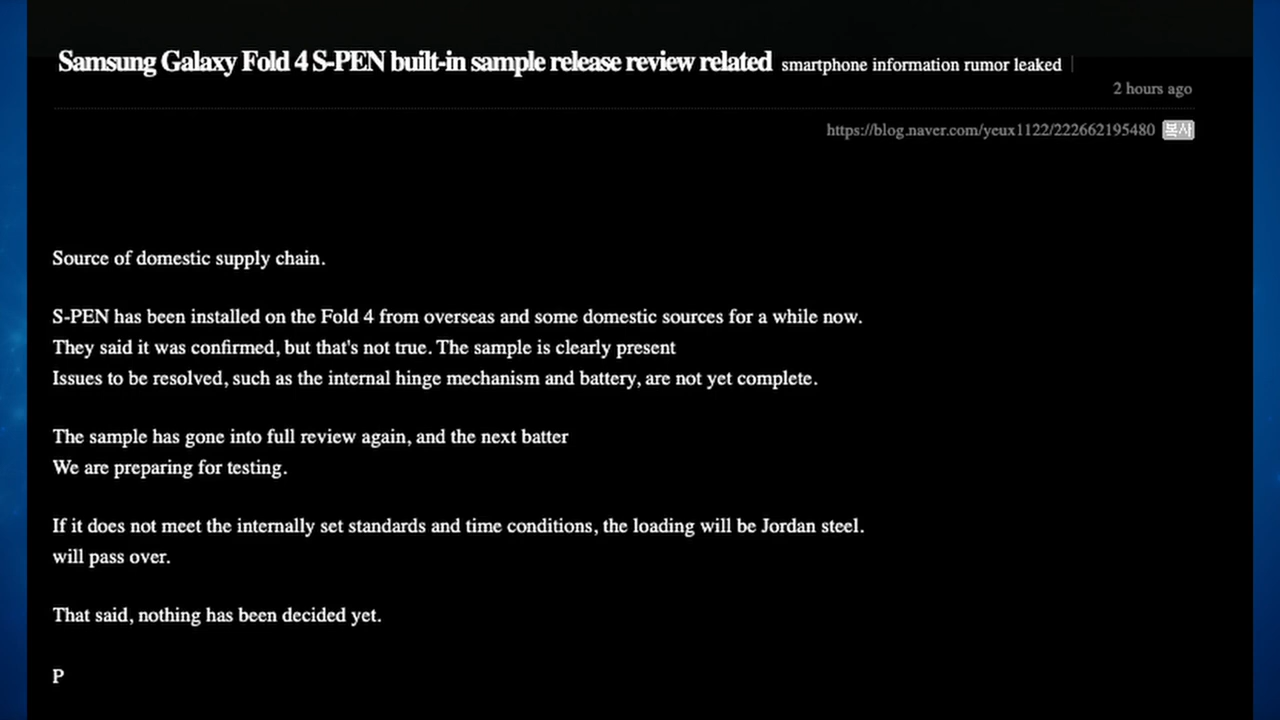 Samsung Galaxy Fold 4 S-PEN built-in sample release review related smartphone information rumor leaked
2 hours ago
https://blog.naver.com/yeux1122/222662195480 복사
Source of domestic supply chain.
S-PEN has been installed on the Fold 4 from overseas and some domestic sources for a while now.
They said it was confirmed, but that's not true. The sample is clearly present
Issues to be resolved, such as the internal hinge mechanism and battery, are not yet complete.
The sample has gone into full review again, and the next batter
We are preparing for testing.
If it does not meet the internally set standards and time conditions, the loading will be Jordan steel.
will pass over.
That said, nothing has been decided yet.
P